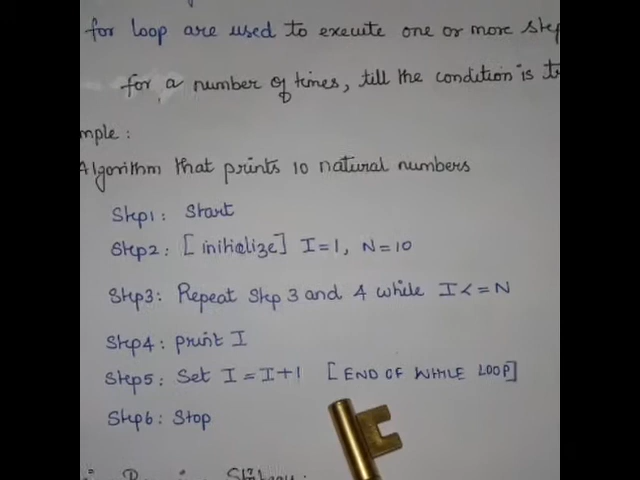 for loop are used to execute one or more
for a number of times, till the condition is
Algorithm that prints 10 natural numbers
Step1: Start
Step2: [initialize] I=1, N=10
Step3: Repeat Step 3 and 4 while I<=N
Step4: print I
Step5: Set I=I+1 [END OF WHILE LOOP]
Step6: Stop